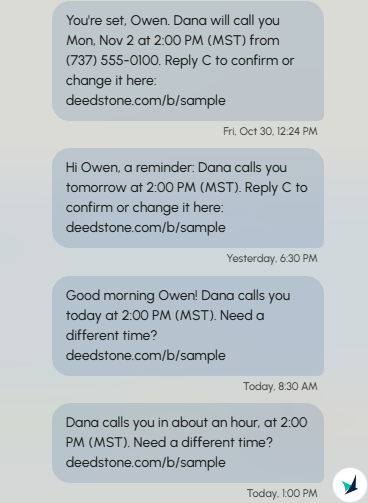 You're set, Owen. Dana will call you
Mon, Nov 2 at 2:00 PM (MST) from
(737) 555-0100. Reply C to confirm or
change it here:
deedstone.com/b/sample
Fri, Oct 30, 12:24 PM
Hi Owen, a reminder: Dana calls you
tomorrow at 2:00 PM (MST). Reply C to
confirm or change it here:
deedstone.com/b/sample
Yesterday, 6:30 PM
Good morning Owen! Dana calls you
today at 2:00 PM (MST). Need a
different time?
deedstone.com/b/sample
Today, 8:30 AM
Dana calls you in about an hour, at 2:00
PM (MST). Need a different time?
deedstone.com/b/sample
Today, 1:00 PM